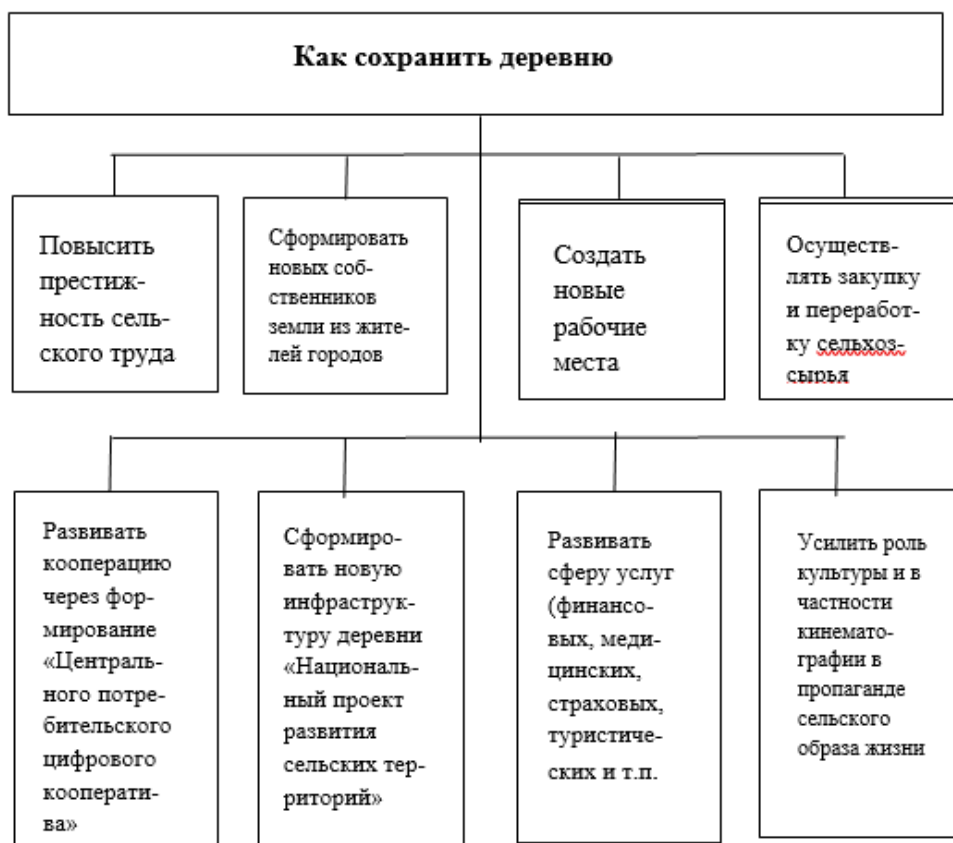 Как сохранить деревню
Повысить
престиж-
ность сель-
ского труда
Сформировать
новых соб-
ственников
земли из жите-
лей городов
Создать
новые
рабочие
места
Осуществ-
лять закупку
и переработ-
ку сельхоз-
сырья
Развивать
кооперацию
через фор-
мирование
«Централь-
ного потре-
бительского
цифрового
кооперати-
ва»
Сформиро-
вать новую
инфраструк-
туру деревни
«Националь-
ный проект
развития
сельских тер-
риторий»
Развивать
сферу услуг
(финансо-
вых, меди-
цинских,
страховых,
туристиче-
ских и т.п.
Усилить роль
культуры и в
частности
кинемато-
графии в
пропаганде
сельского
образа жизни